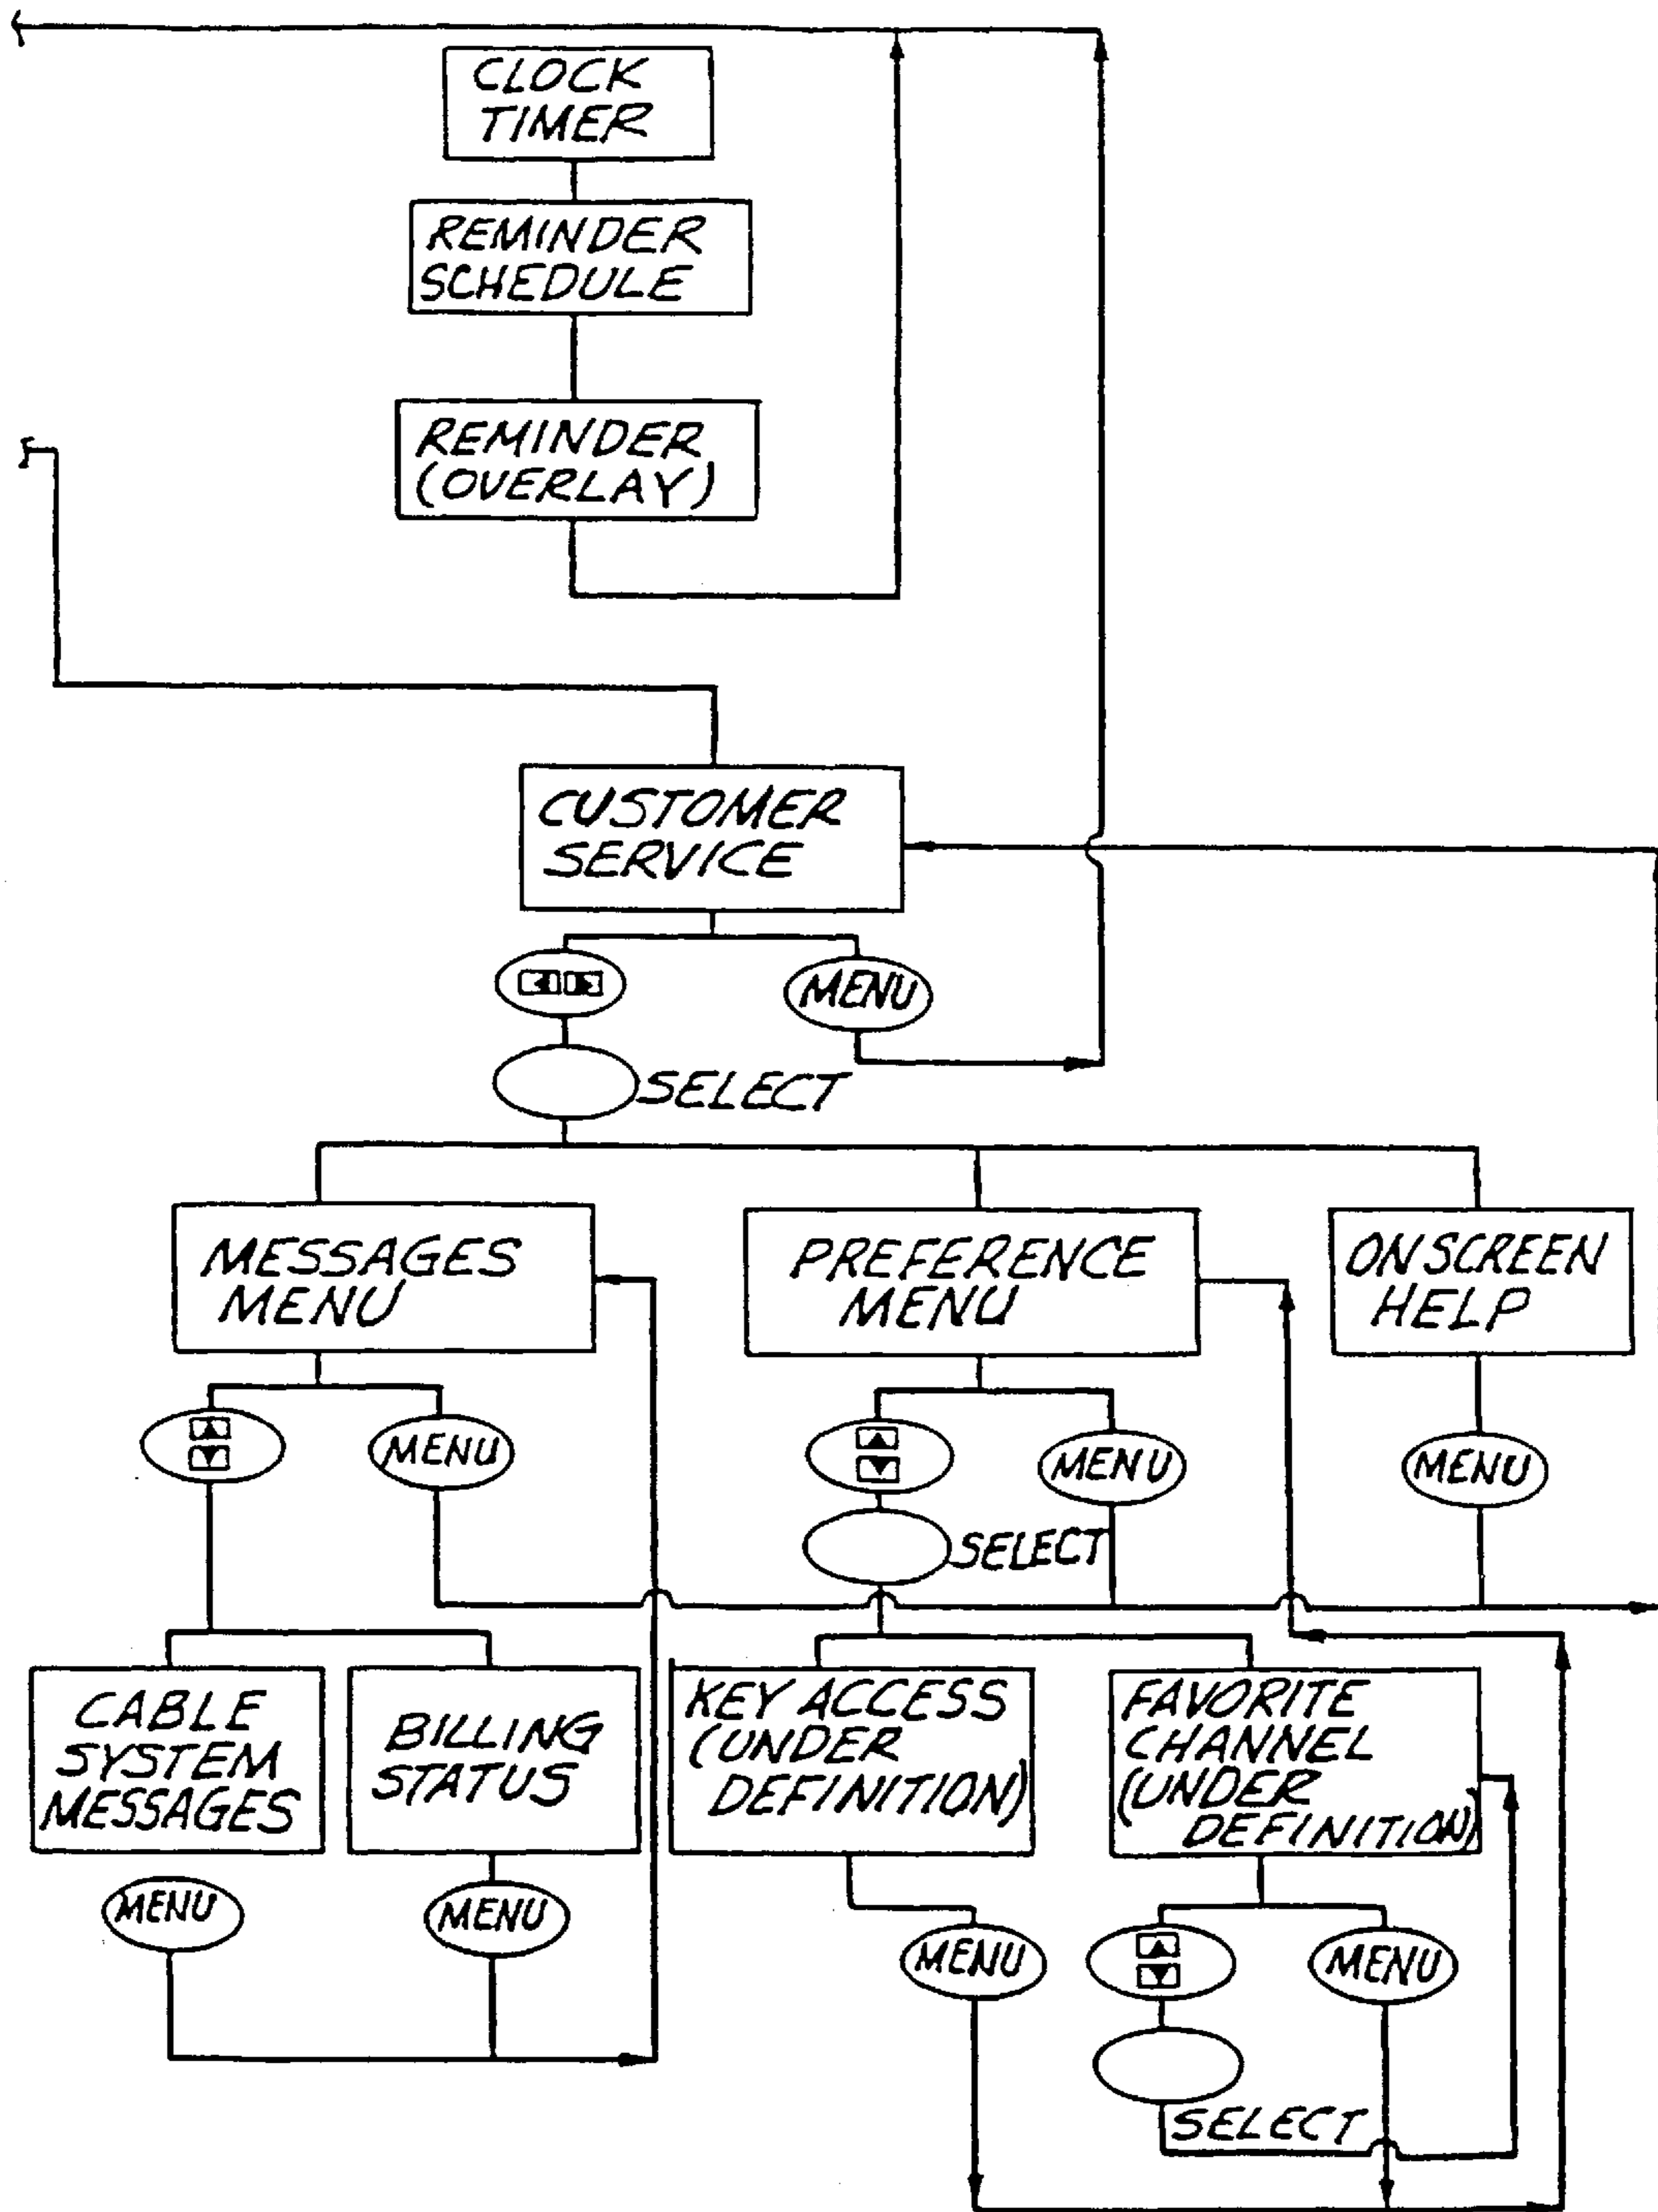 CLOCK
TIMER
REMINDER
SCHEDULE
REMINDER
(OVERLAY)
CUSTOMER
SERVICE
MENU
SELECT
MESSAGES
MENU
PREFERENCE
MENU
ON SCREEN
HELP
MENU
MENU
MENU
SELECT
CABLE
SYSTEM
MESSAGES
BILLING
STATUS
KEY ACCESS
(UNDER
DEFINITION)
FAVORITE
CHANNEL
(UNDER
DEFINITION)
MENU
MENU
MENU
MENU
SELECT